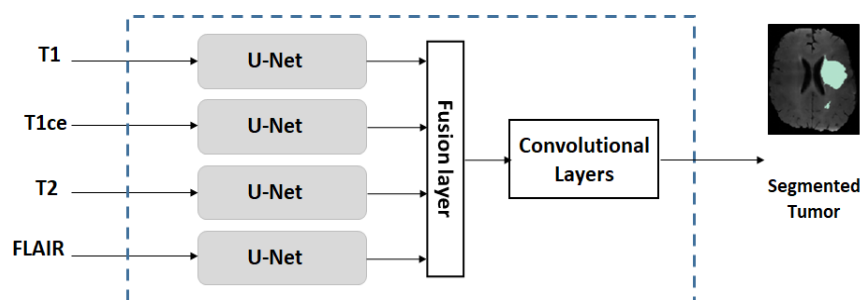 T1
U-Net
T1ce
U-Net
T2
U-Net
FLAIR
U-Net
Fusion layer
Convolutional
Layers
Segmented
Tumor